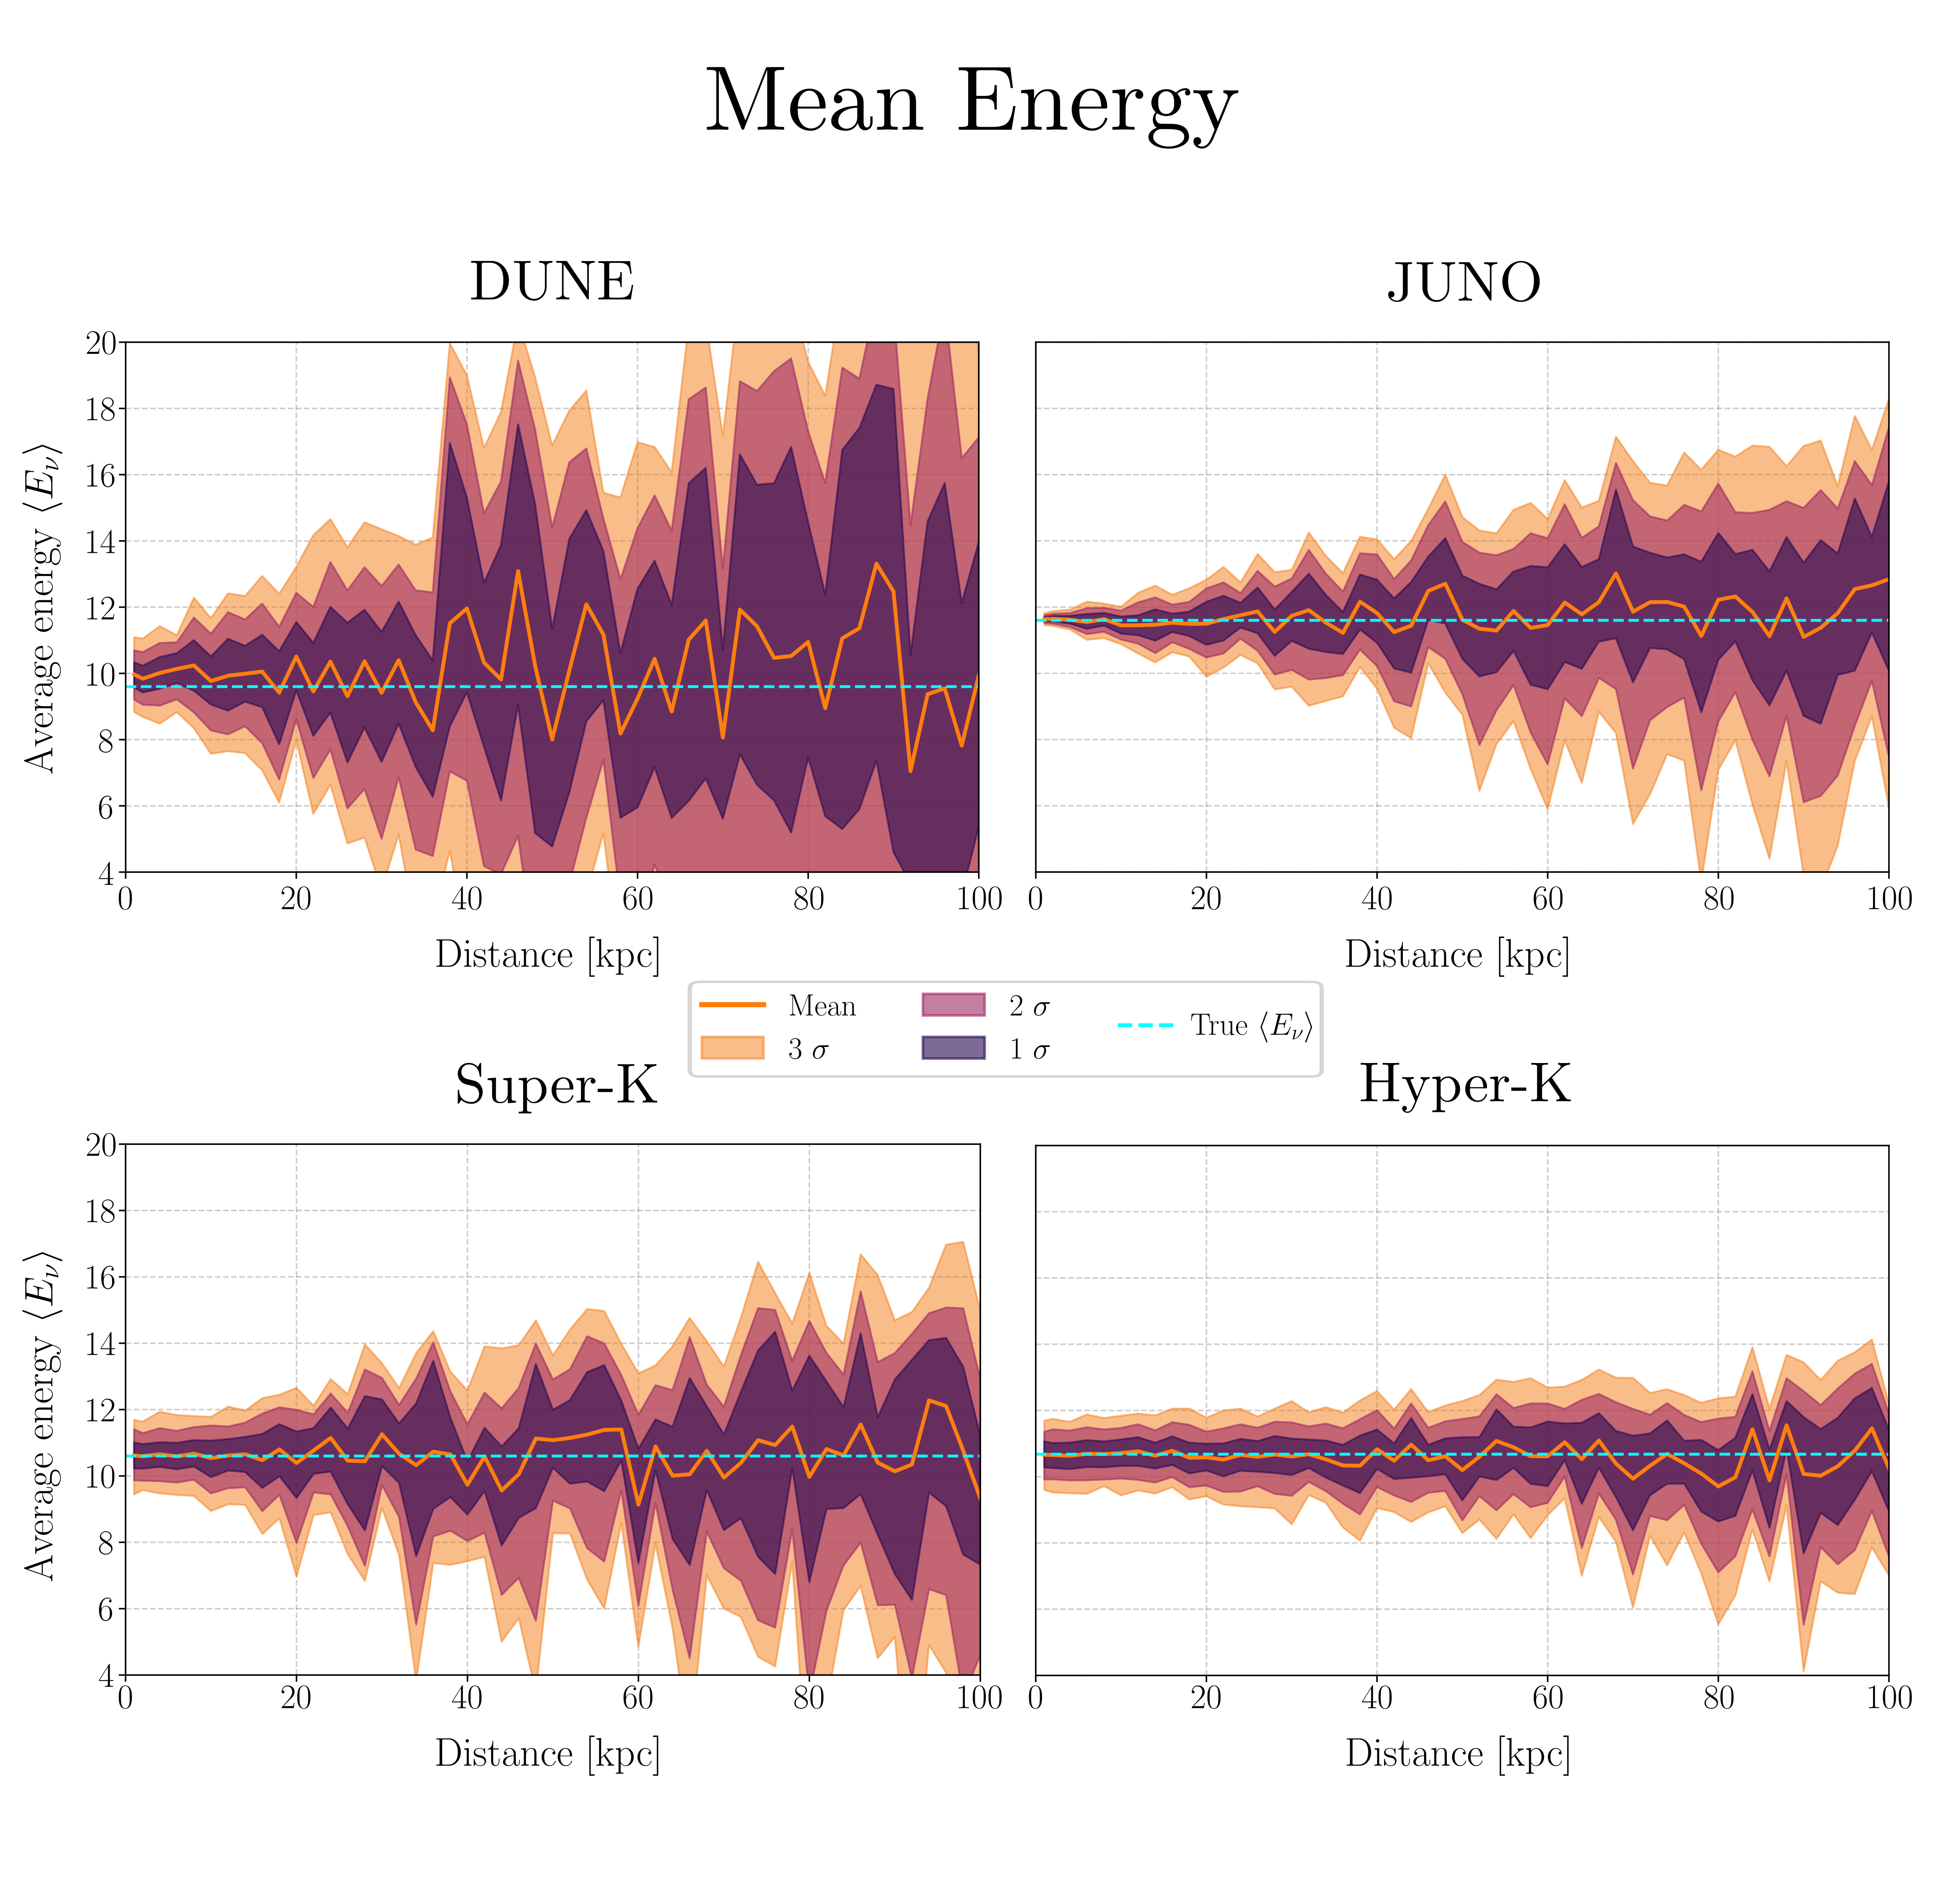 Mean Energy
DUNE
JUNO
20
18
16
14
12
10
8
6
4
Average energy ⟨Eν⟩
0 20 40 60 80 100
0 20 40 60 80 100
Distance [kpc]
Distance [kpc]
Mean
3 σ
2 σ
1 σ
True ⟨Eν⟩
Super-K
Hyper-K
20
18
16
14
12
10
8
6
4
Average energy ⟨Eν⟩
0 20 40 60 80 100
0 20 40 60 80 100
Distance [kpc]
Distance [kpc]